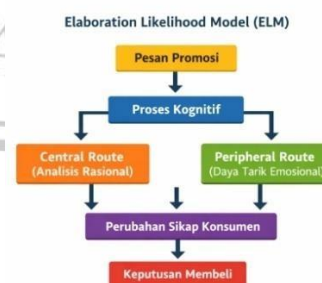 Elaboration Likelihood Model (ELM)
Pesan Promosi
Proses Kognitif
Central Route
(Analisis Rasional)
Peripheral Route
(Daya Tarik Emosional)
Perubahan Sikap Konsumen
Keputusan Membeli